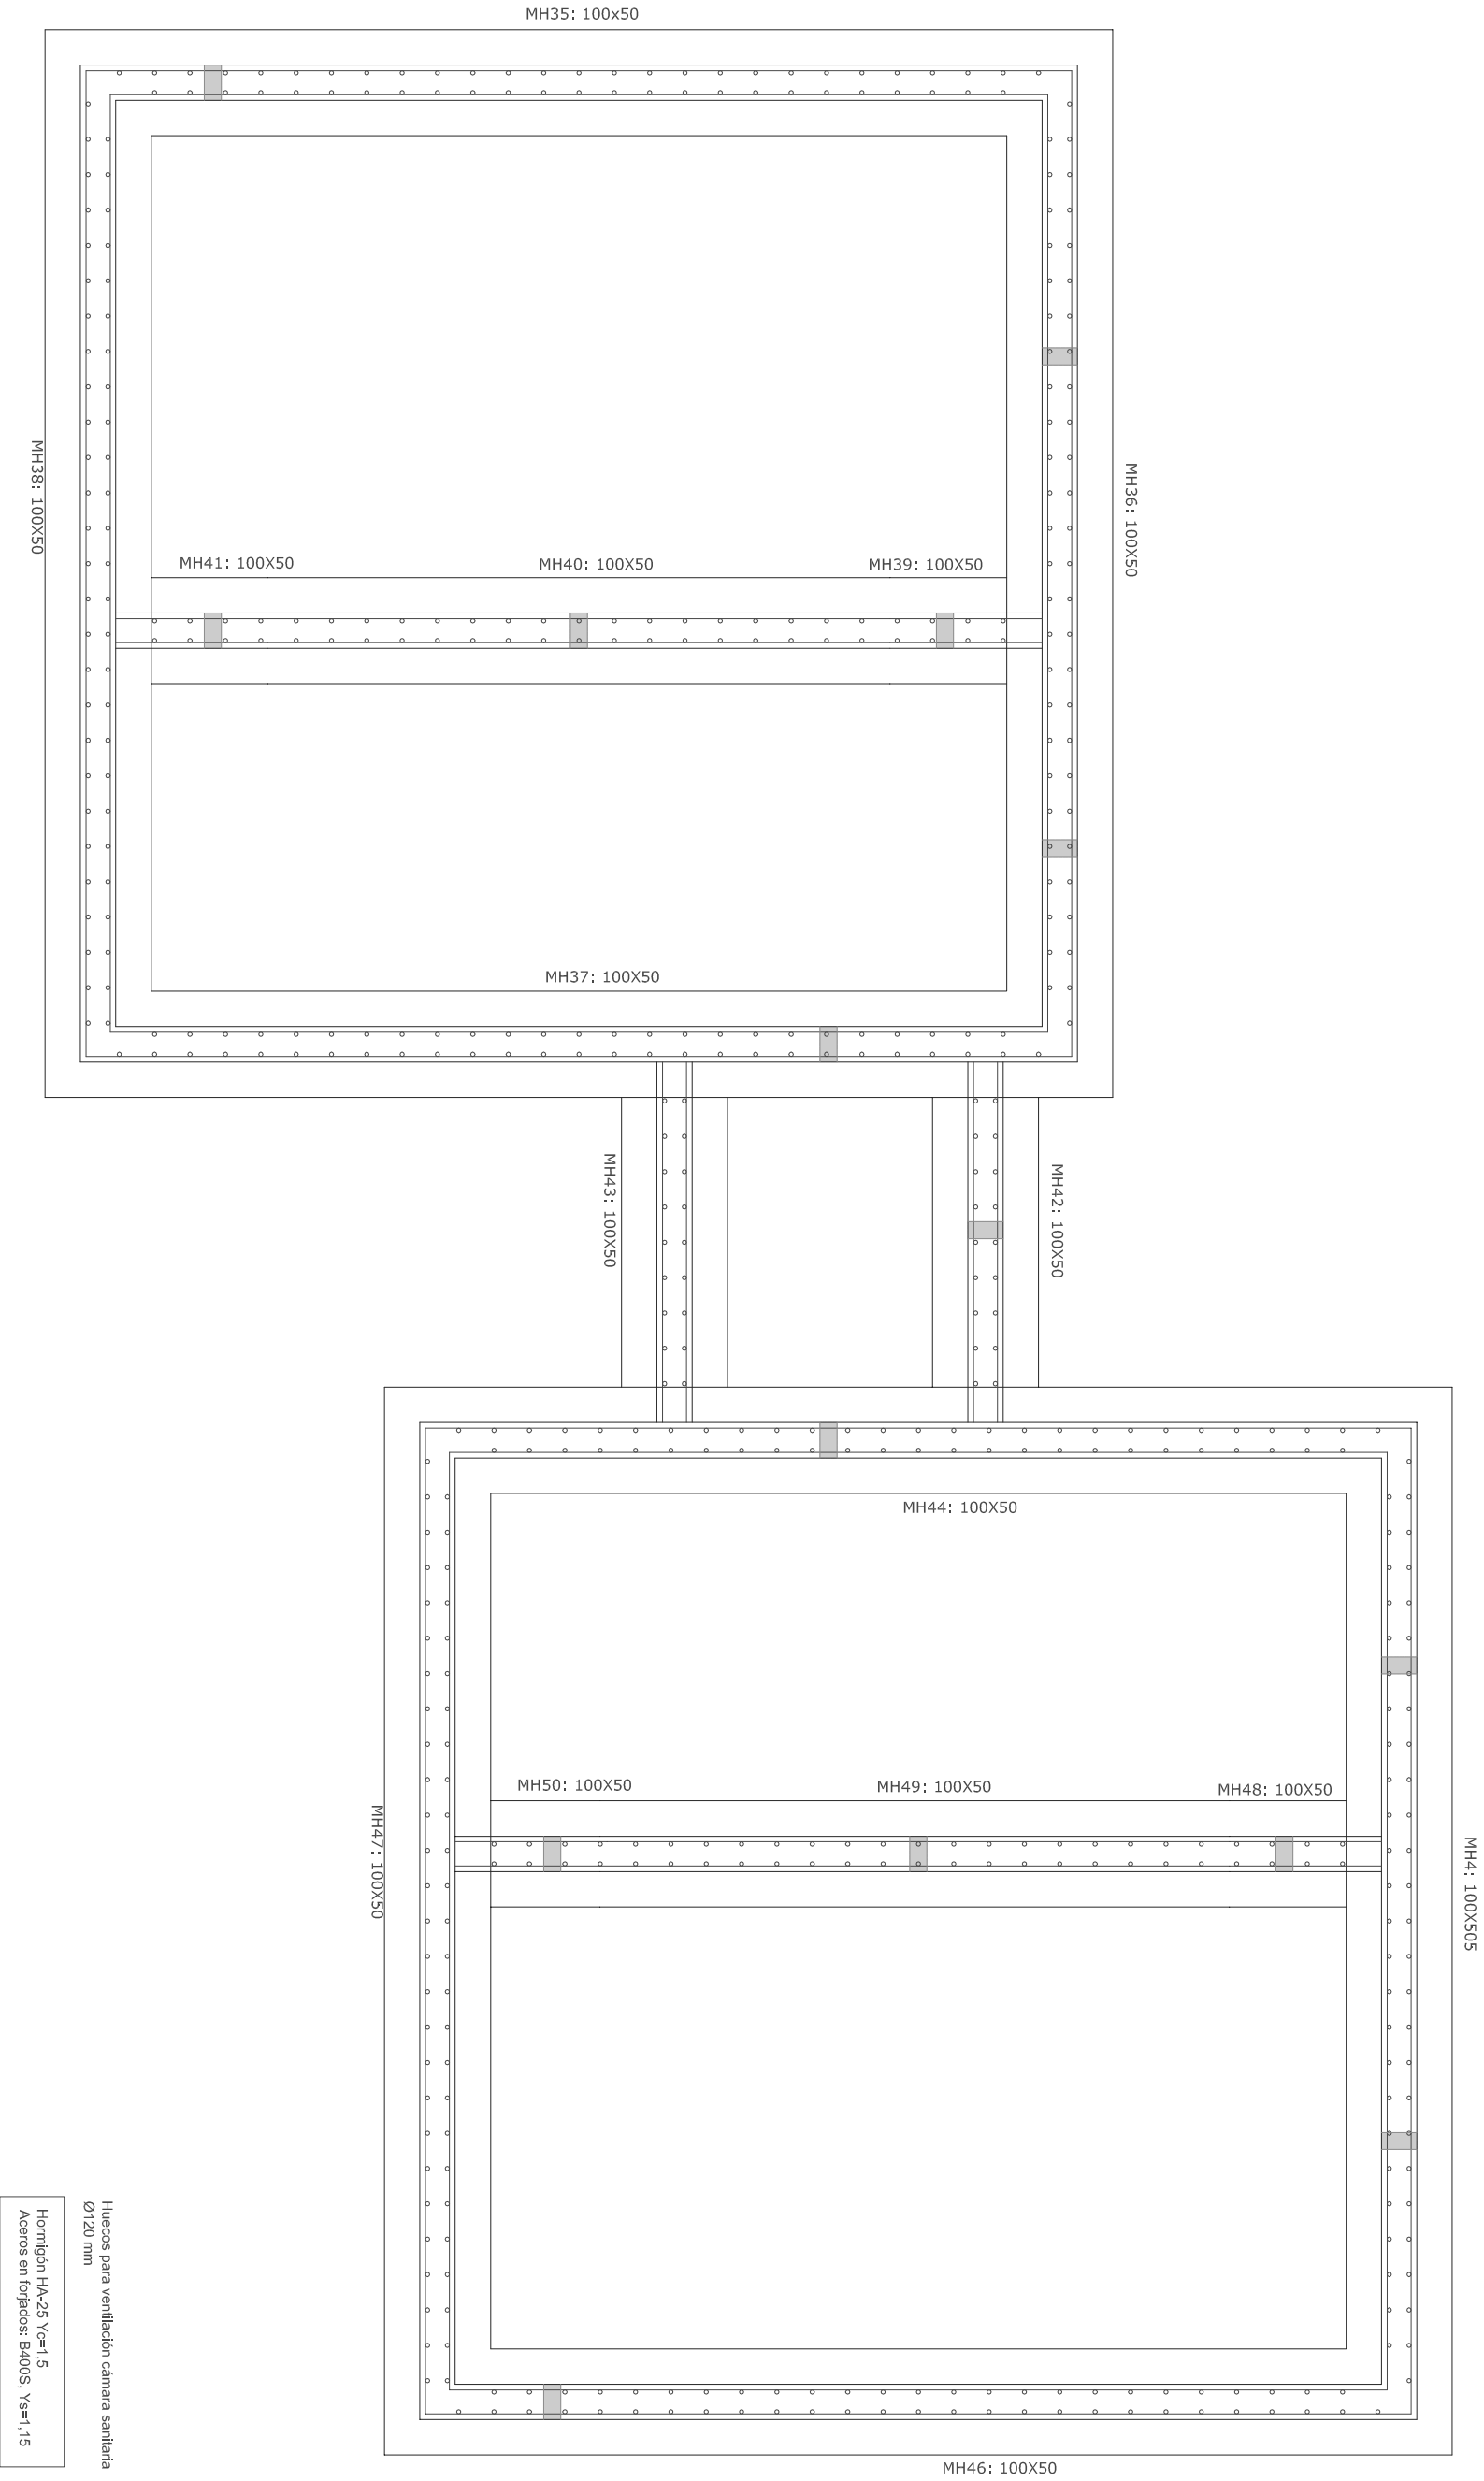 MH35: 100x50
MH36: 100X50
MH38: 100X50
MH41: 100X50
MH40: 100X50
MH39: 100X50
MH37: 100X50
MH43: 100X50
MH42: 100X50
MH44: 100X50
MH50: 100X50
MH49: 100X50
MH48: 100X50
MH47: 100X50
MH4: 100X505
MH46: 100X50
Huecos para ventilación cámara sanitaria
Ø120 mm
Hormigón HA-25 Yc=1,5
Aceros en forjados: B400S, Ys=1,15